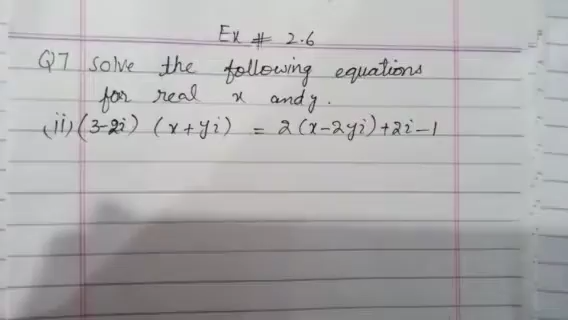 Ex # 2.6
Q7 solve the following equations
for real x and y.
(ii) (3-2i) (x+yi) = 2(x-2yi)+2i-1